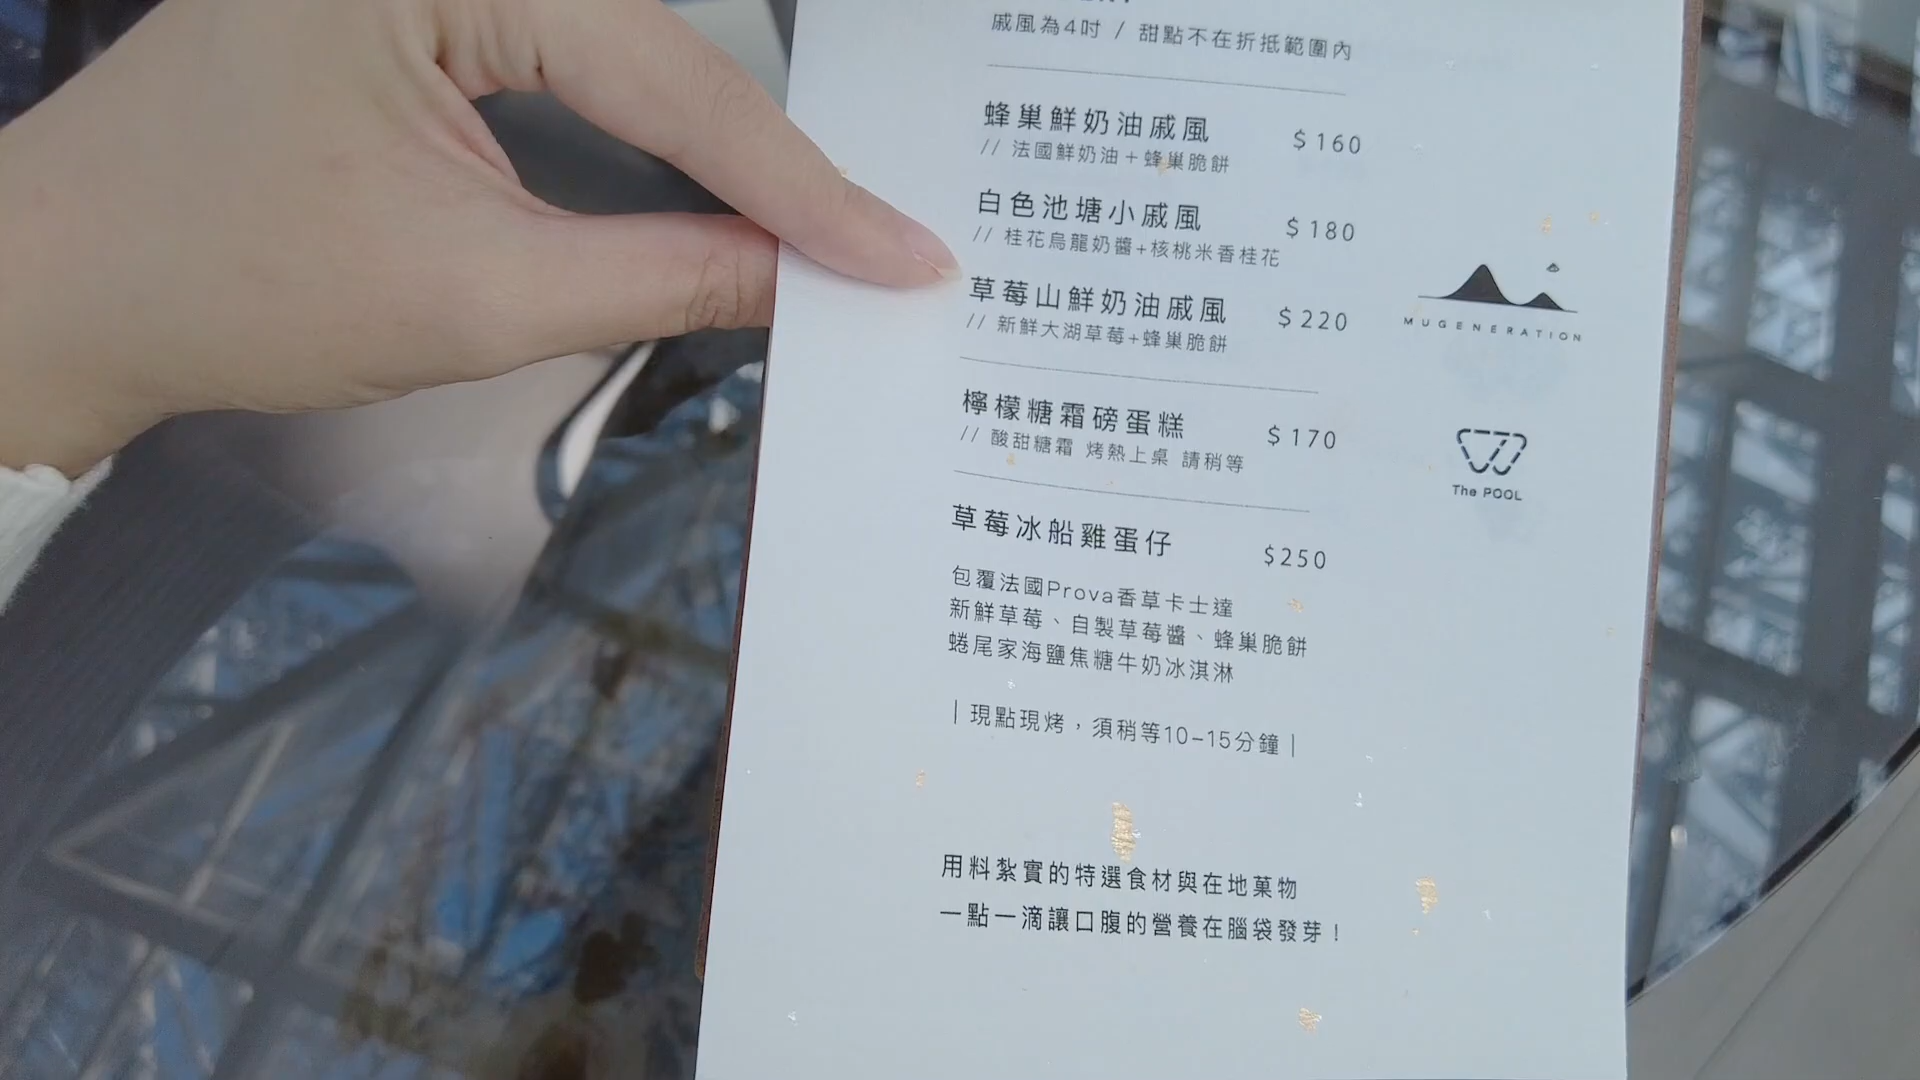 戚風為4吋 / 甜點不在折抵範圍內
蜂巢鮮奶油戚風 $160
// 法國鮮奶油+蜂巢脆餅
白色池塘小戚風 $180
// 桂花烏龍奶醬+核桃米香桂花
草莓山鮮奶油戚風 $220
// 新鮮大湖草莓+蜂巢脆餅
檸檬糖霜磅蛋糕 $170
// 酸甜糖霜 烤熱上桌 請稍等
草莓冰船雞蛋仔 $250
包覆法國Prova香草卡士達
新鮮草莓、自製草莓醬、蜂巢脆餅
蜷尾家海鹽焦糖牛奶冰淇淋
|現點現烤，須稍等10-15分鐘|
用料紮實的特選食材與在地菓物
一點一滴讓口腹的營養在腦袋發芽！
MUGENERATION
The POOL